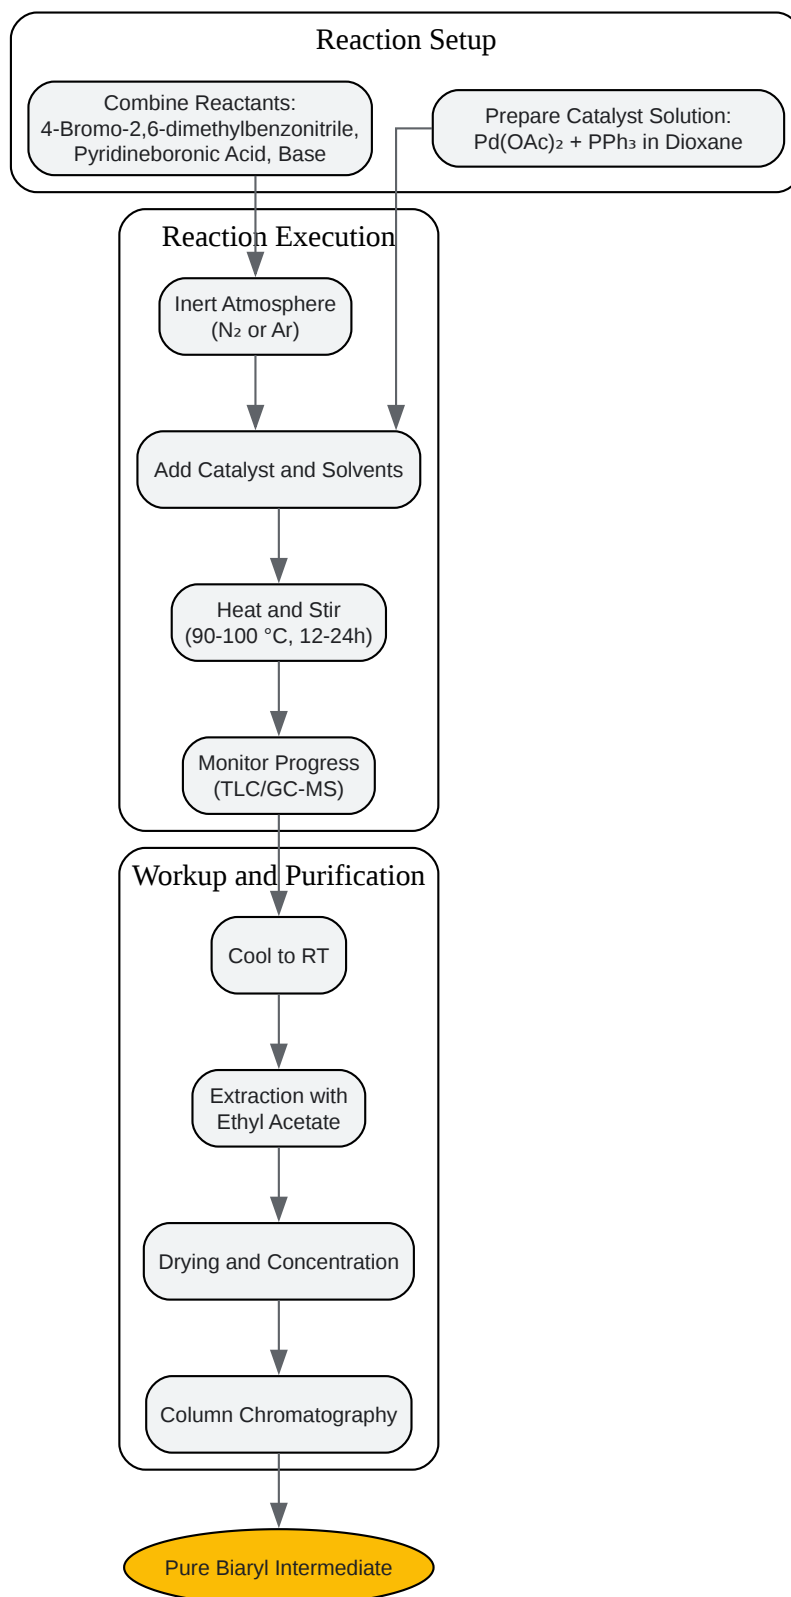 Reaction Setup
Combine Reactants:
4-Bromo-2,6-dimethylbenzonitrile,
Pyridineboronic Acid, Base
Prepare Catalyst Solution:
Pd(OAc)₂ + PPh₃ in Dioxane
Reaction Execution
Inert Atmosphere
(N₂ or Ar)
Add Catalyst and Solvents
Heat and Stir
(90-100 °C, 12-24h)
Monitor Progress
(TLC/GC-MS)
Workup and Purification
Cool to RT
Extraction with
Ethyl Acetate
Drying and Concentration
Column Chromatography
Pure Biaryl Intermediate